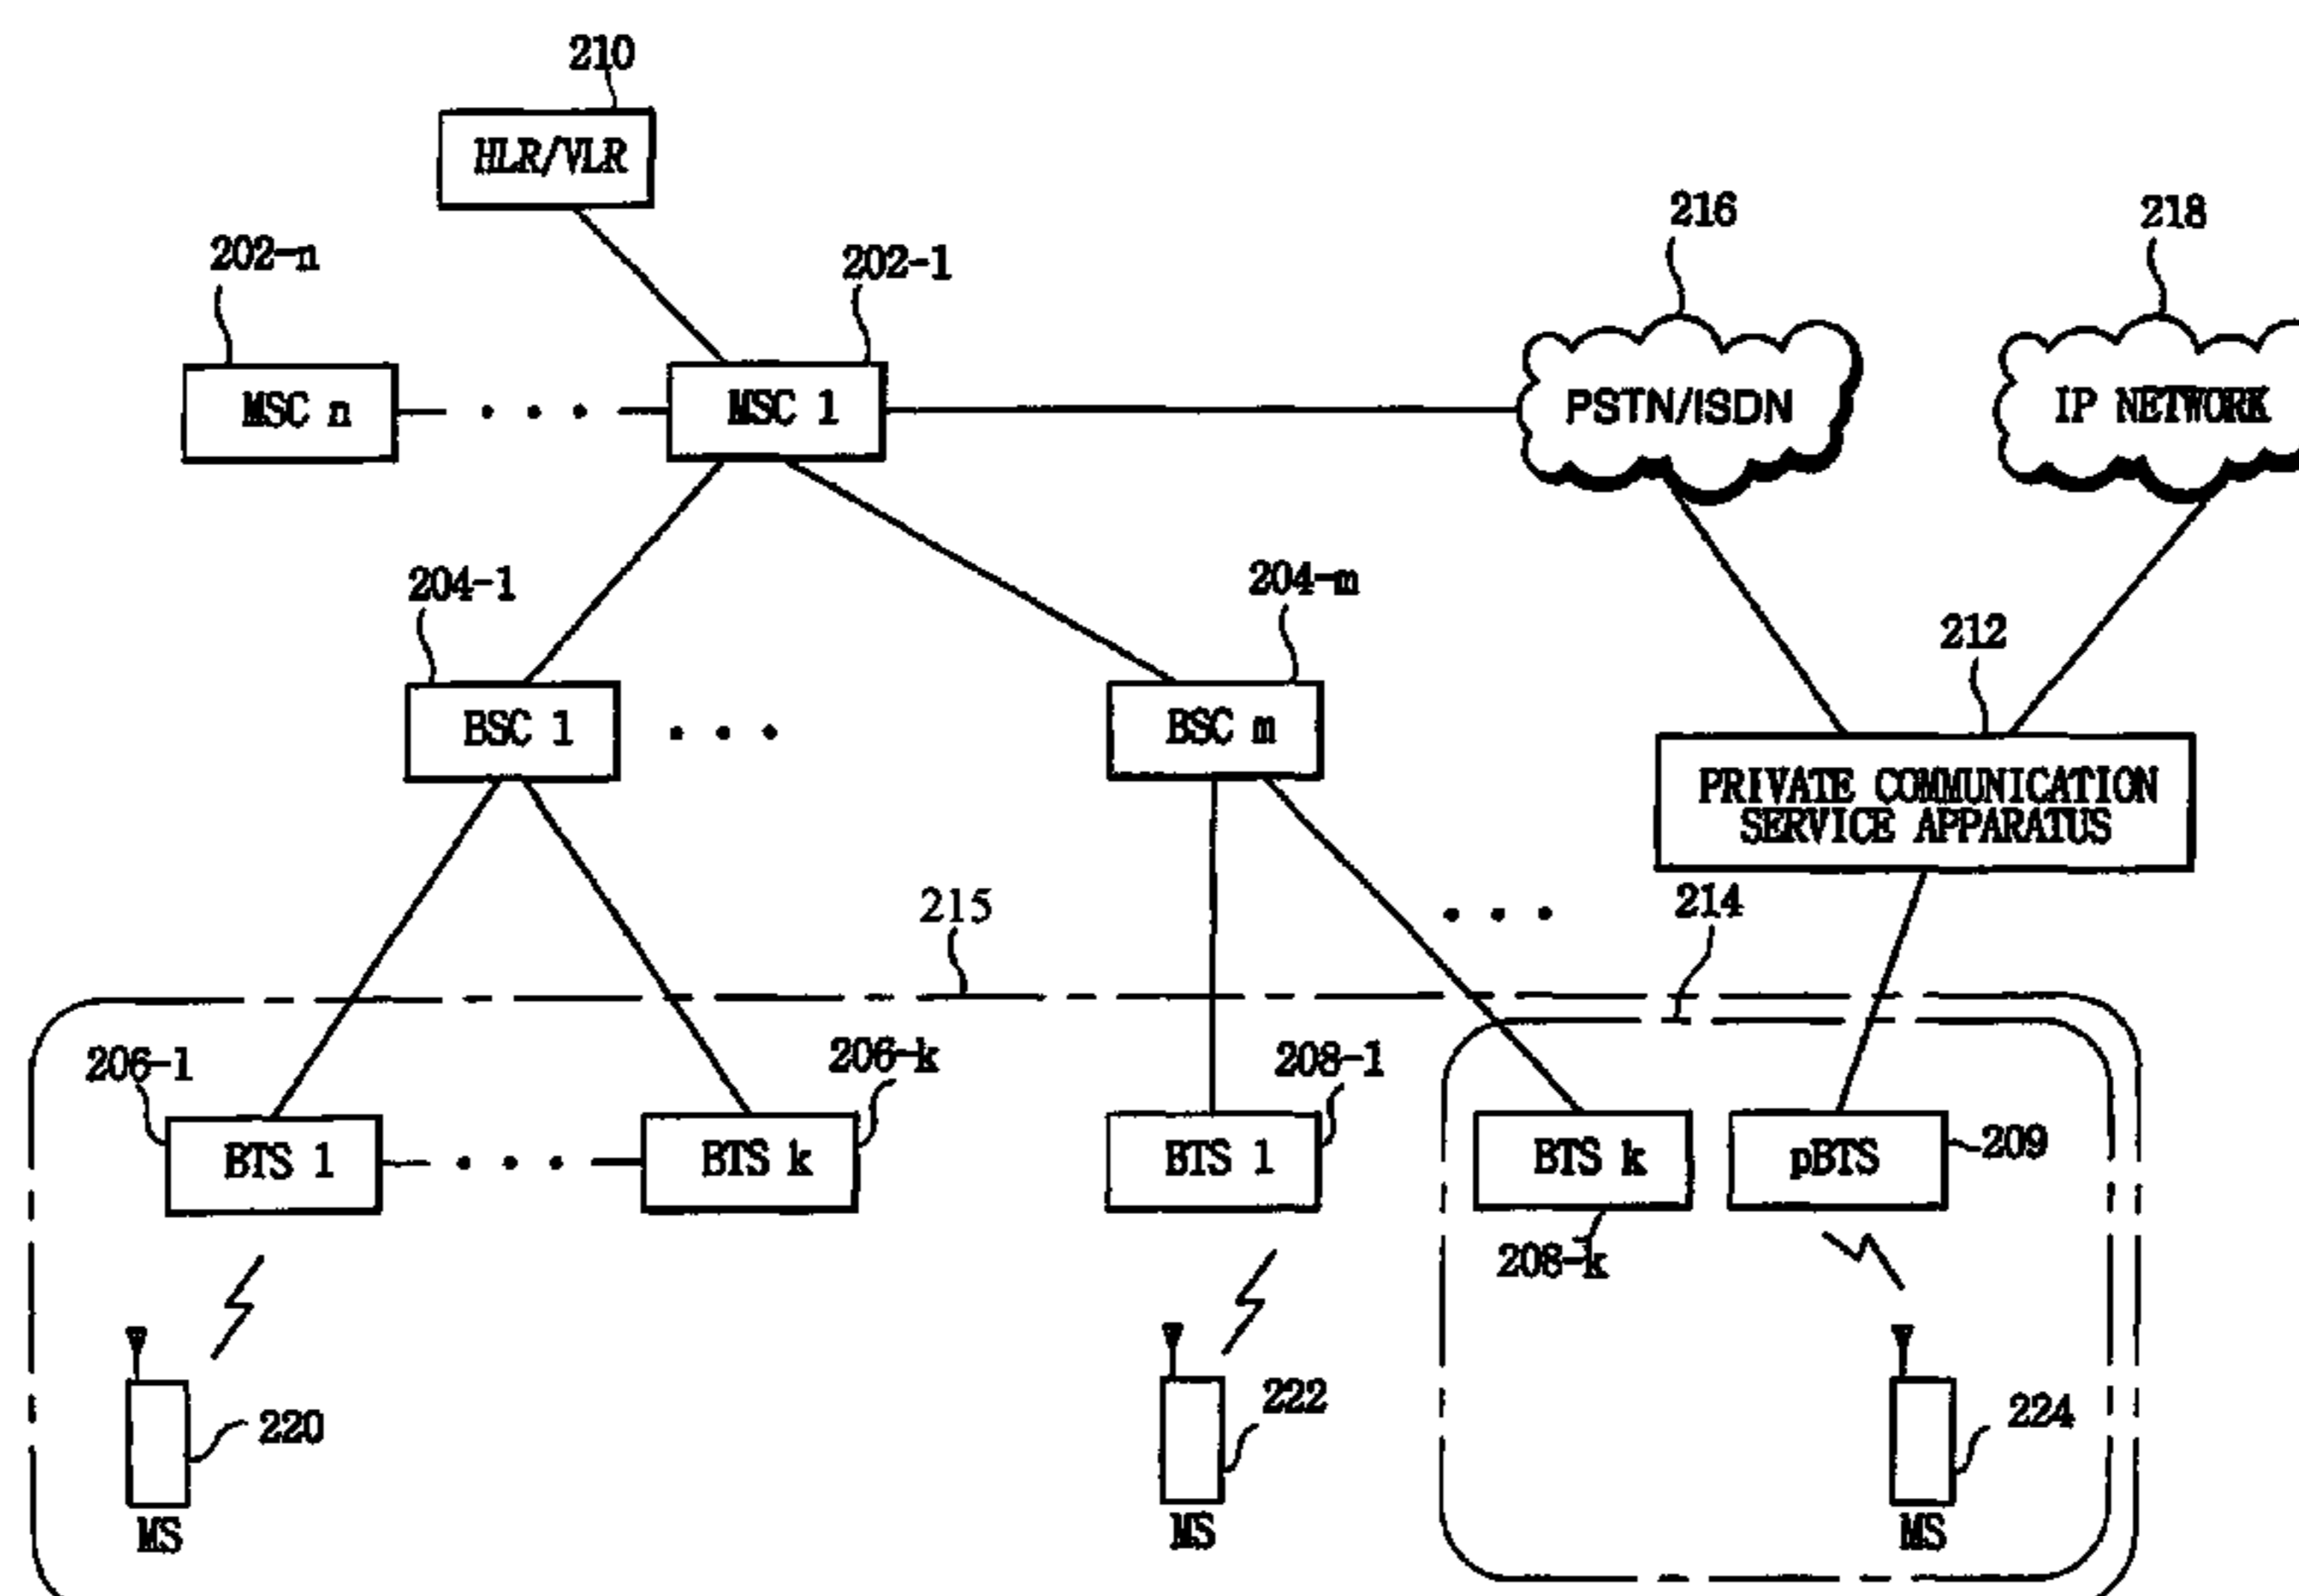 210
HLR/VLR
216
218
202-n
202-1
MSC n
MSC 1
PSTN/ISDN
IP NETWORK
204-1
204-m
212
BSC 1
BSC m
PRIVATE COMMUNICATION
SERVICE APPARATUS
215
214
206-1
206-k
208-1
BTS 1
BTS k
BTS 1
BTS k
pBTS
209
208-k
220
222
224
MS
MS
MS